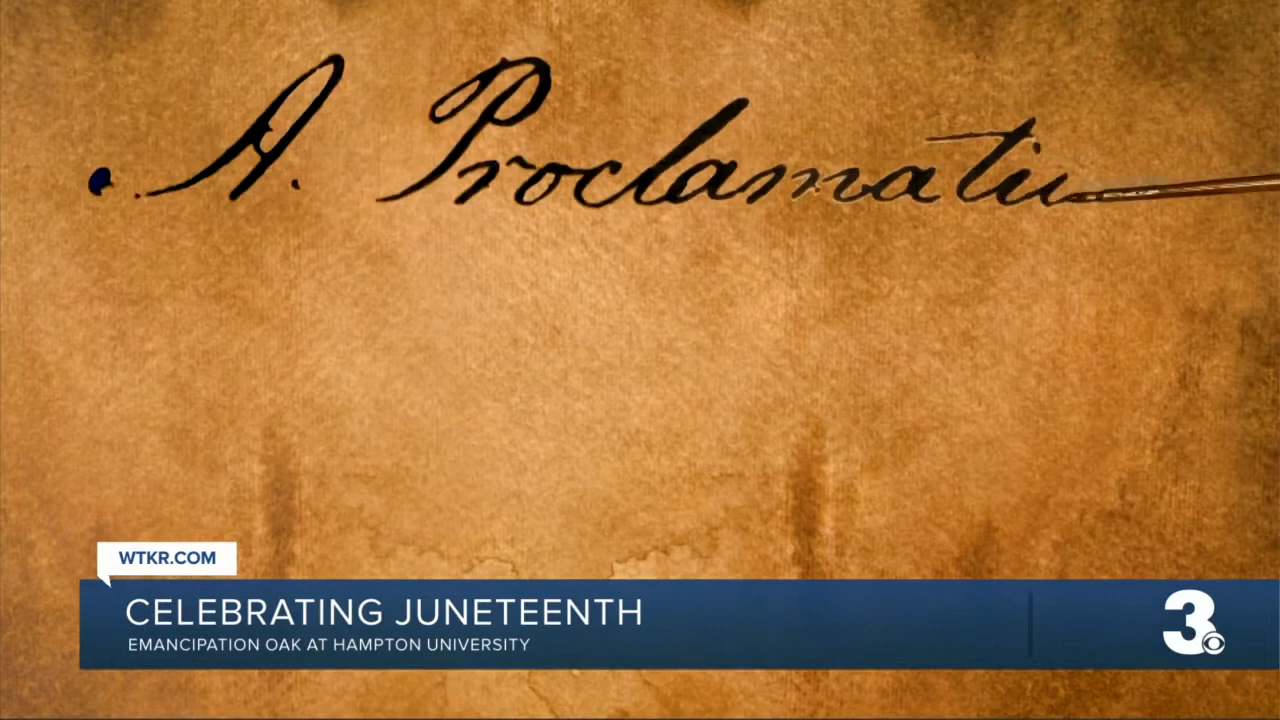 A. Proclamati
WTKR.COM
CELEBRATING JUNETEENTH
EMANCIPATION OAK AT HAMPTON UNIVERSITY
3